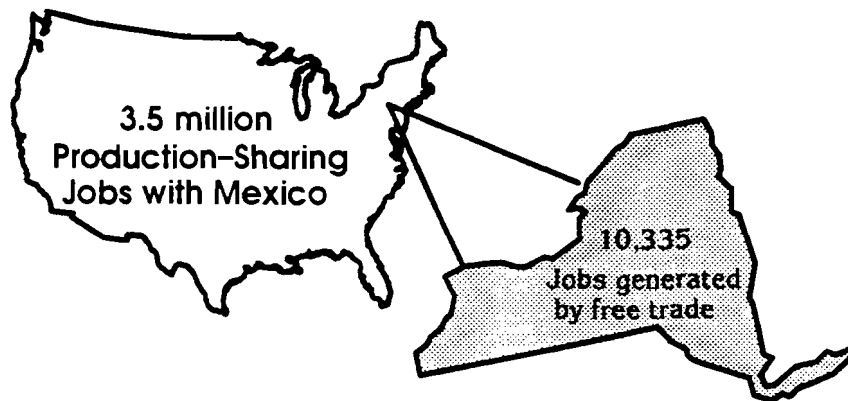 3.5 million
Production–Sharing
Jobs with Mexico
10,335
Jobs generated
by free trade